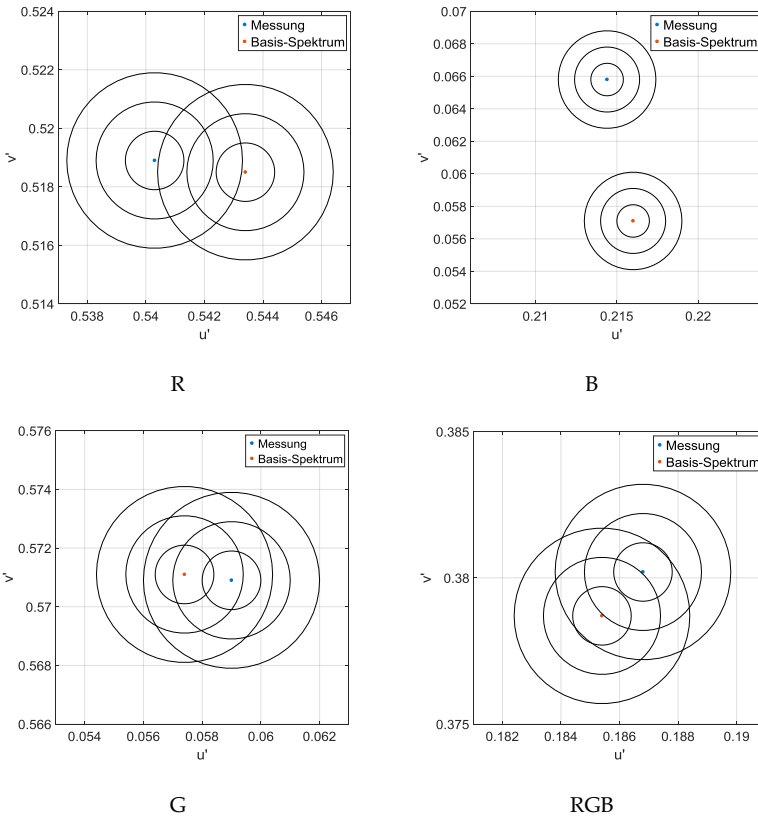 0.524
0.522
0.52
0.518
0.516
0.514
v'
0.538 0.54 0.542 0.544 0.546
u'
Messung
Basis-Spektrum
R
0.07
0.068
0.066
0.064
0.062
0.06
0.058
0.056
0.054
0.052
v'
0.21 0.215 0.22
u'
Messung
Basis-Spektrum
B
0.576
0.574
0.572
0.57
0.568
0.566
v'
0.054 0.056 0.058 0.06 0.062
u'
Messung
Basis-Spektrum
G
0.385
0.38
0.375
v'
0.182 0.184 0.186 0.188 0.19
u'
Messung
Basis-Spektrum
RGB